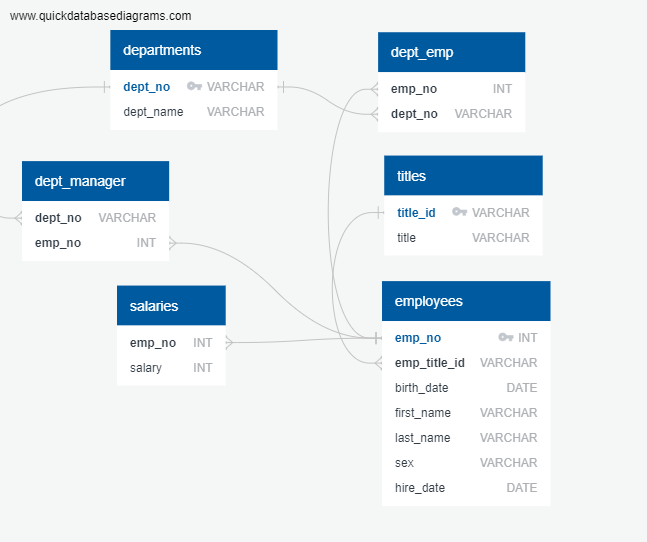 www.quickdatabasediagrams.com
departments
dept_no VARCHAR
dept_name VARCHAR
dept_emp
emp_no INT
dept_no VARCHAR
dept_manager
dept_no VARCHAR
emp_no INT
titles
title_id VARCHAR
title VARCHAR
salaries
emp_no INT
salary INT
employees
emp_no INT
emp_title_id VARCHAR
birth_date DATE
first_name VARCHAR
last_name VARCHAR
sex VARCHAR
hire_date DATE